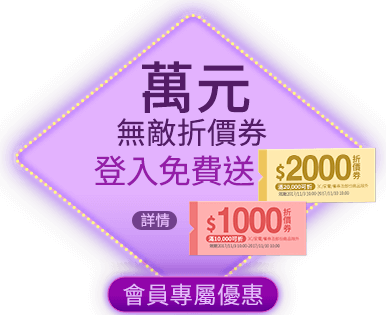 萬元
無敵折價券
登入免費送
$2000 折價券
滿20,000可折
詳情
$1000 折價券
滿10,000可折
會員專屬優惠